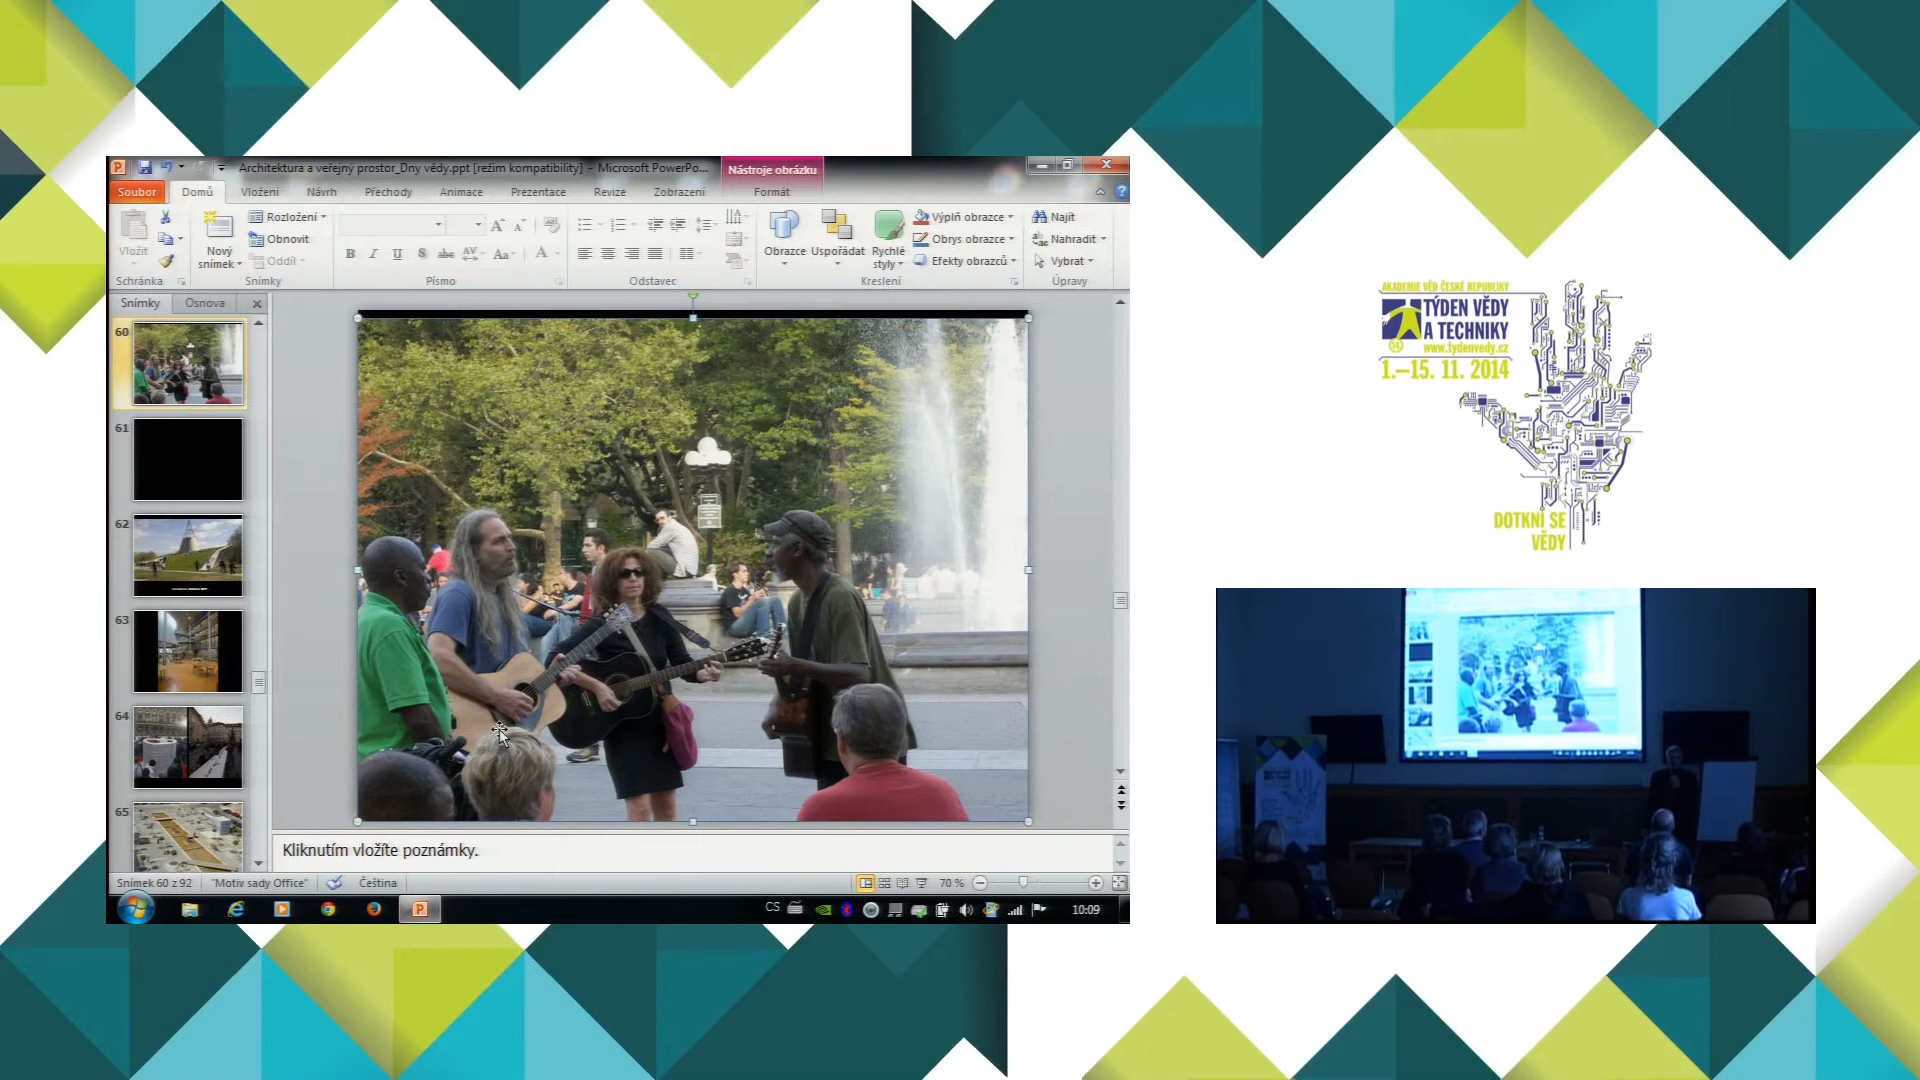 Architektura a veřejný prostor_Dny vědy.ppt [režim kompatibility] - Microsoft PowerPo...
Nástroje obrázku
Soubor
Domů
Vložení
Návrh
Přechody
Animace
Prezentace
Revize
Zobrazení
Formát
Vložit
Nový snímek
Rozložení
Obnovit
Oddíl
Obrazce
Uspořádat
Rychlé styly
Výplň obrazce
Obrys obrazce
Efekty obrazců
Najít
Nahradit
Vybrat
Schránka
Snímky
Písmo
Odstavec
Kreslení
Úpravy
Snímky
Osnova
60
61
62
63
64
65
Kliknutím vložíte poznámky.
Snímek 60 z 92
"Motiv sady Office"
Čeština
70 %
CS
10:09
AKADEMIE VĚD ČESKÉ REPUBLIKY
TÝDEN VĚDY
A TECHNIKY
www.tydenvedy.cz
1.–15. 11. 2014
DOTKNI SE
VĚDY